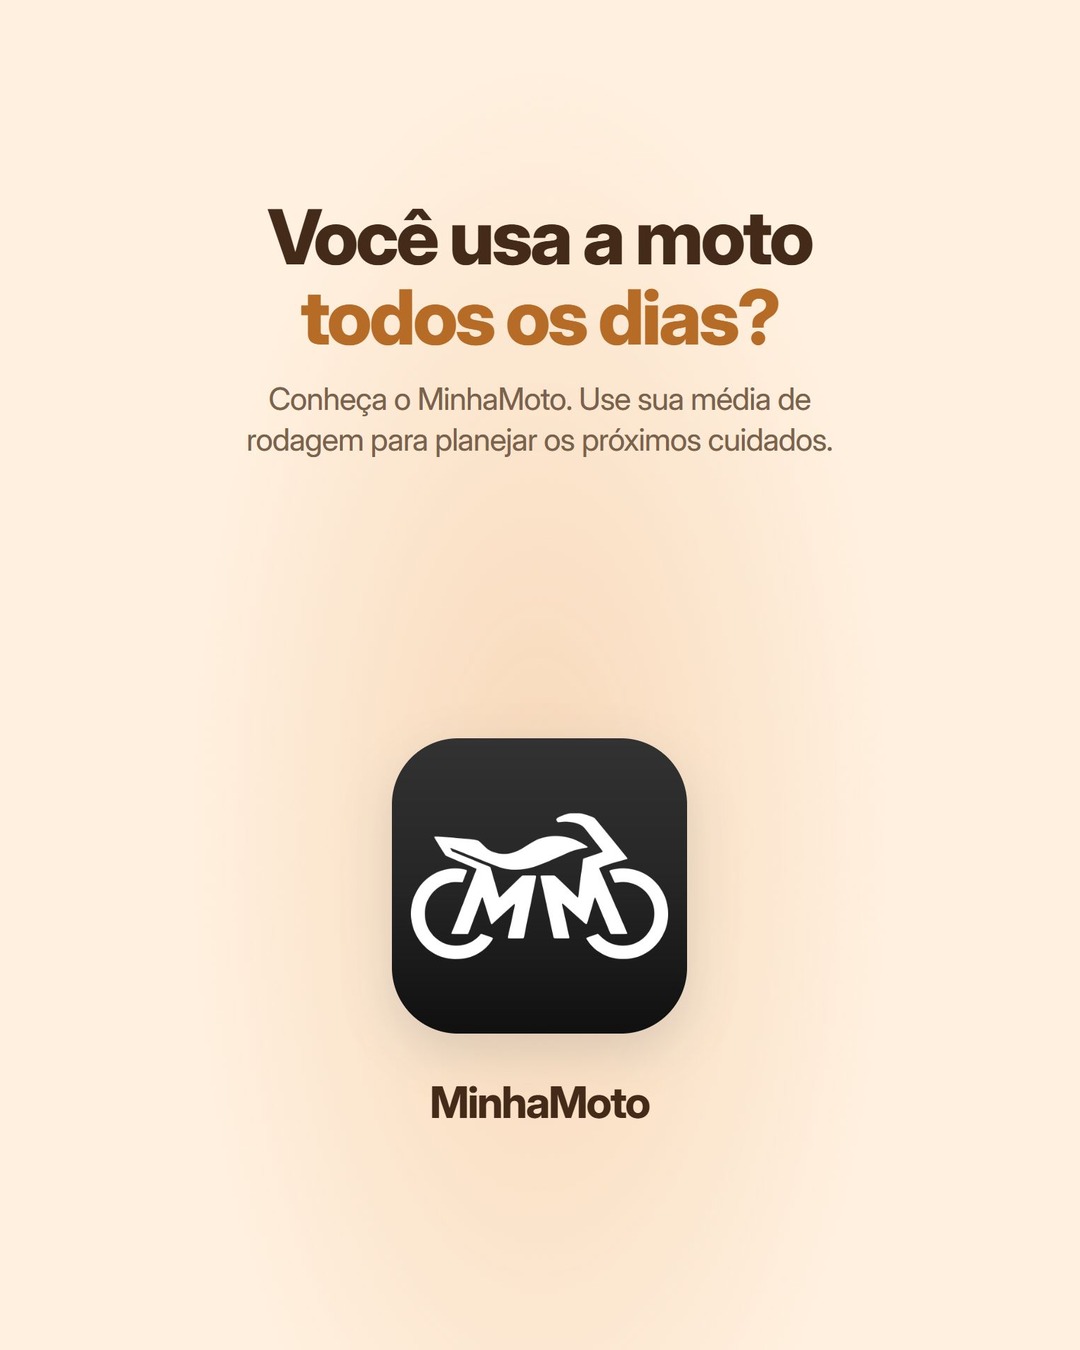 Você usa a moto
todos os dias?
Conheça o MinhaMoto. Use sua média de
rodagem para planejar os próximos cuidados.
MM
MinhaMoto